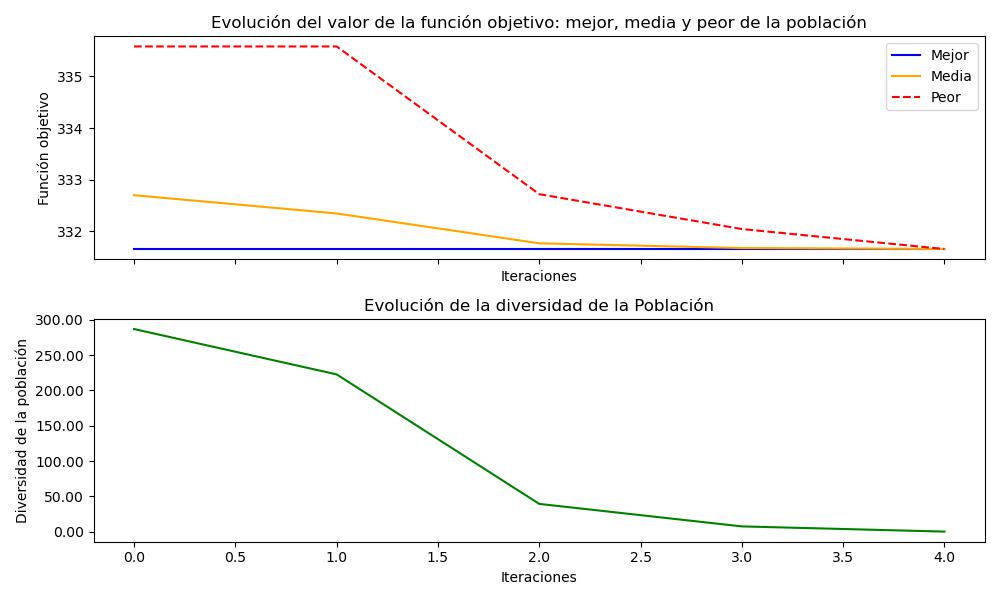 Evolución del valor de la función objetivo: mejor, media y peor de la población
Función objetivo
335
334
333
332
Mejor
Media
Peor
Iteraciones
Evolución de la diversidad de la Población
Diversidad de la población
300.00
250.00
200.00
150.00
100.00
50.00
0.00
0.0 0.5 1.0 1.5 2.0 2.5 3.0 3.5 4.0
Iteraciones